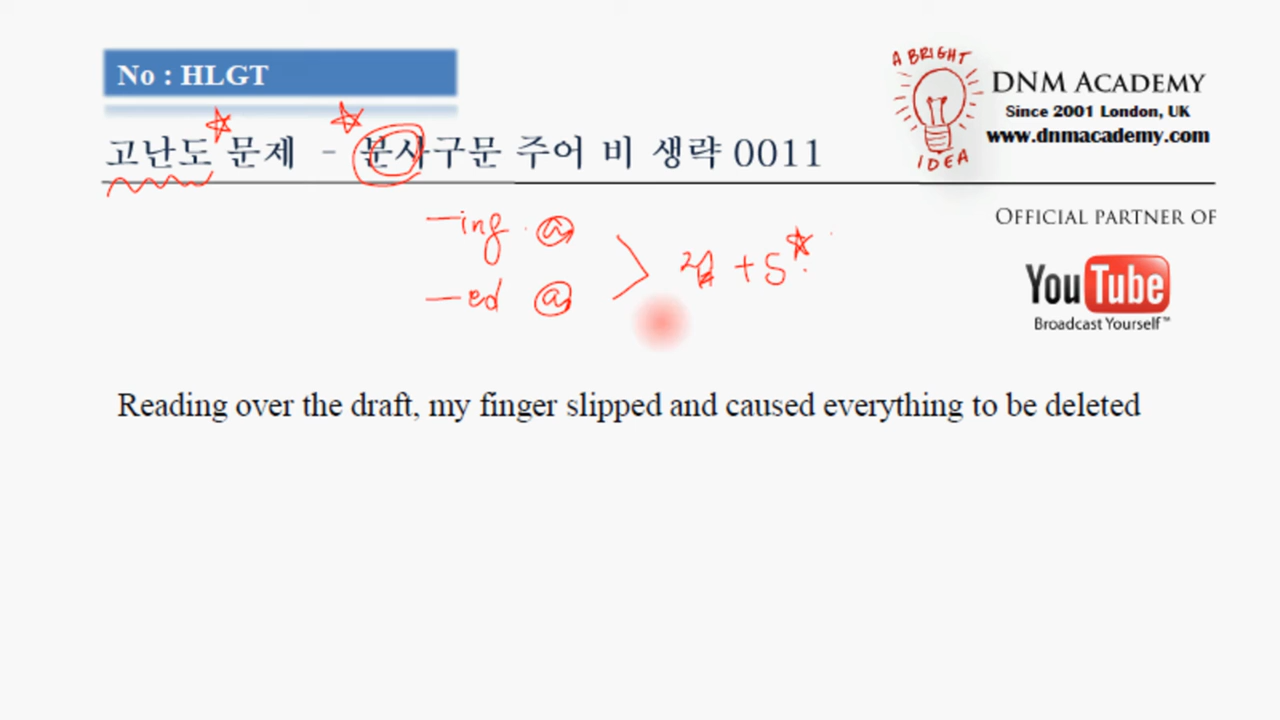 No : HLGT
A BRIGHT
IDEA
DNM ACADEMY
Since 2001 London, UK
www.dnmacademy.com
고난도 문제 - 분사구문 주어 비 생략 0011
OFFICIAL PARTNER OF
YouTube
Broadcast Yourself™
-ing ⓐ
-ed ⓐ
+ S
Reading over the draft, my finger slipped and caused everything to be deleted